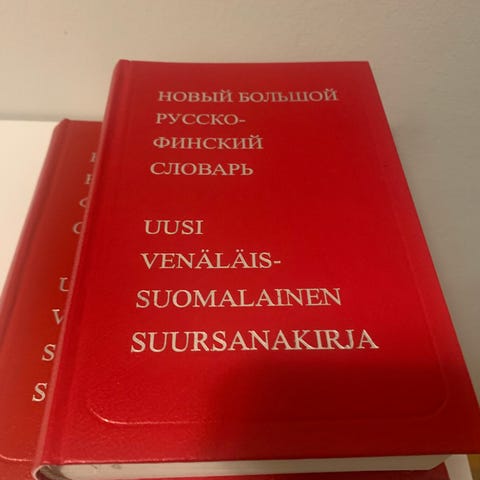 НОВЫЙ БОЛЬШОЙ
РУССКО-
ФИНСКИЙ
СЛОВАРЬ
UUSI
VENÄLÄIS-
SUOMALAINEN
SUURSANAKIRJA